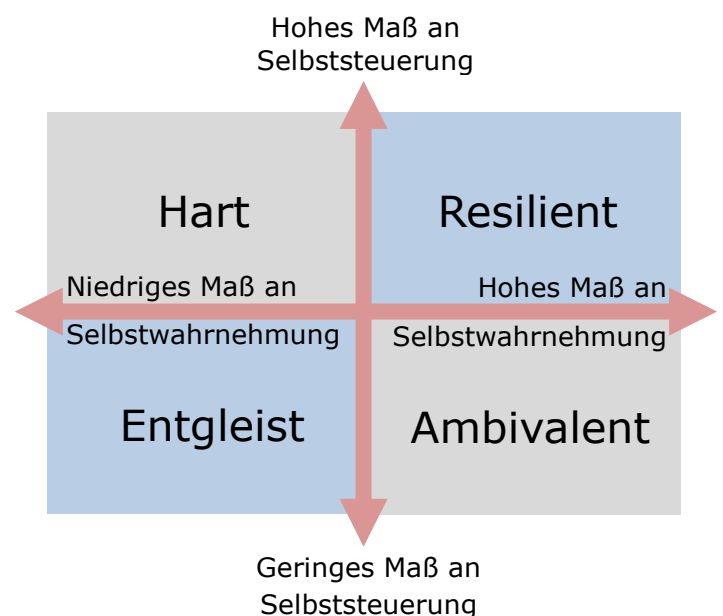 Hohes Maß an
Selbststeuerung
Hart
Resilient
Niedriges Maß an
Selbstwahrnehmung
Hohes Maß an
Selbstwahrnehmung
Entgleist
Ambivalent
Geringes Maß an
Selbststeuerung